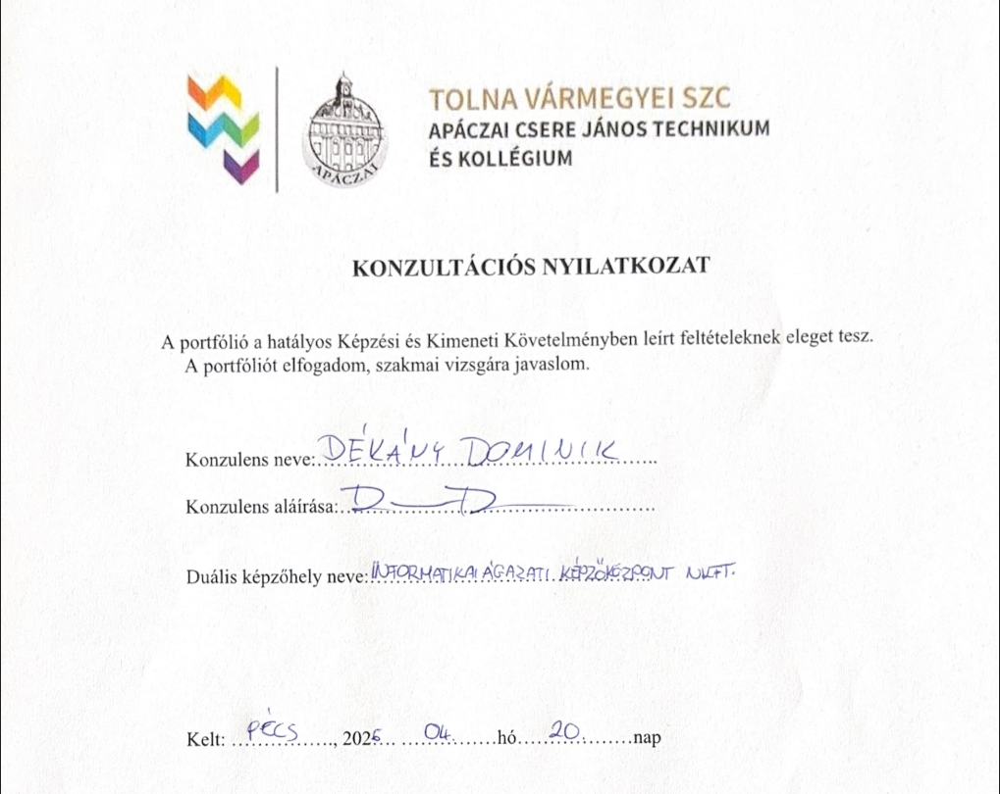 TOLNA VÁRMEGYEI SZC
APÁCZAI CSERE JÁNOS TECHNIKUM
ÉS KOLLÉGIUM
APÁCZAI
KONZULTÁCIÓS NYILATKOZAT
A portfólió a hatályos Képzési és Kimeneti Követelményben leírt feltételeknek eleget tesz.
A portfóliót elfogadom, szakmai vizsgára javaslom.
Konzulens neve:DÉKÁNY DOMINIK
Konzulens aláírása:
Duális képzőhely neve:INFORMATIKAI ÁGAZATI KÉPZŐKÖZPONT NKFT.
Kelt: PÉCS, 2026 04. hó 20. nap